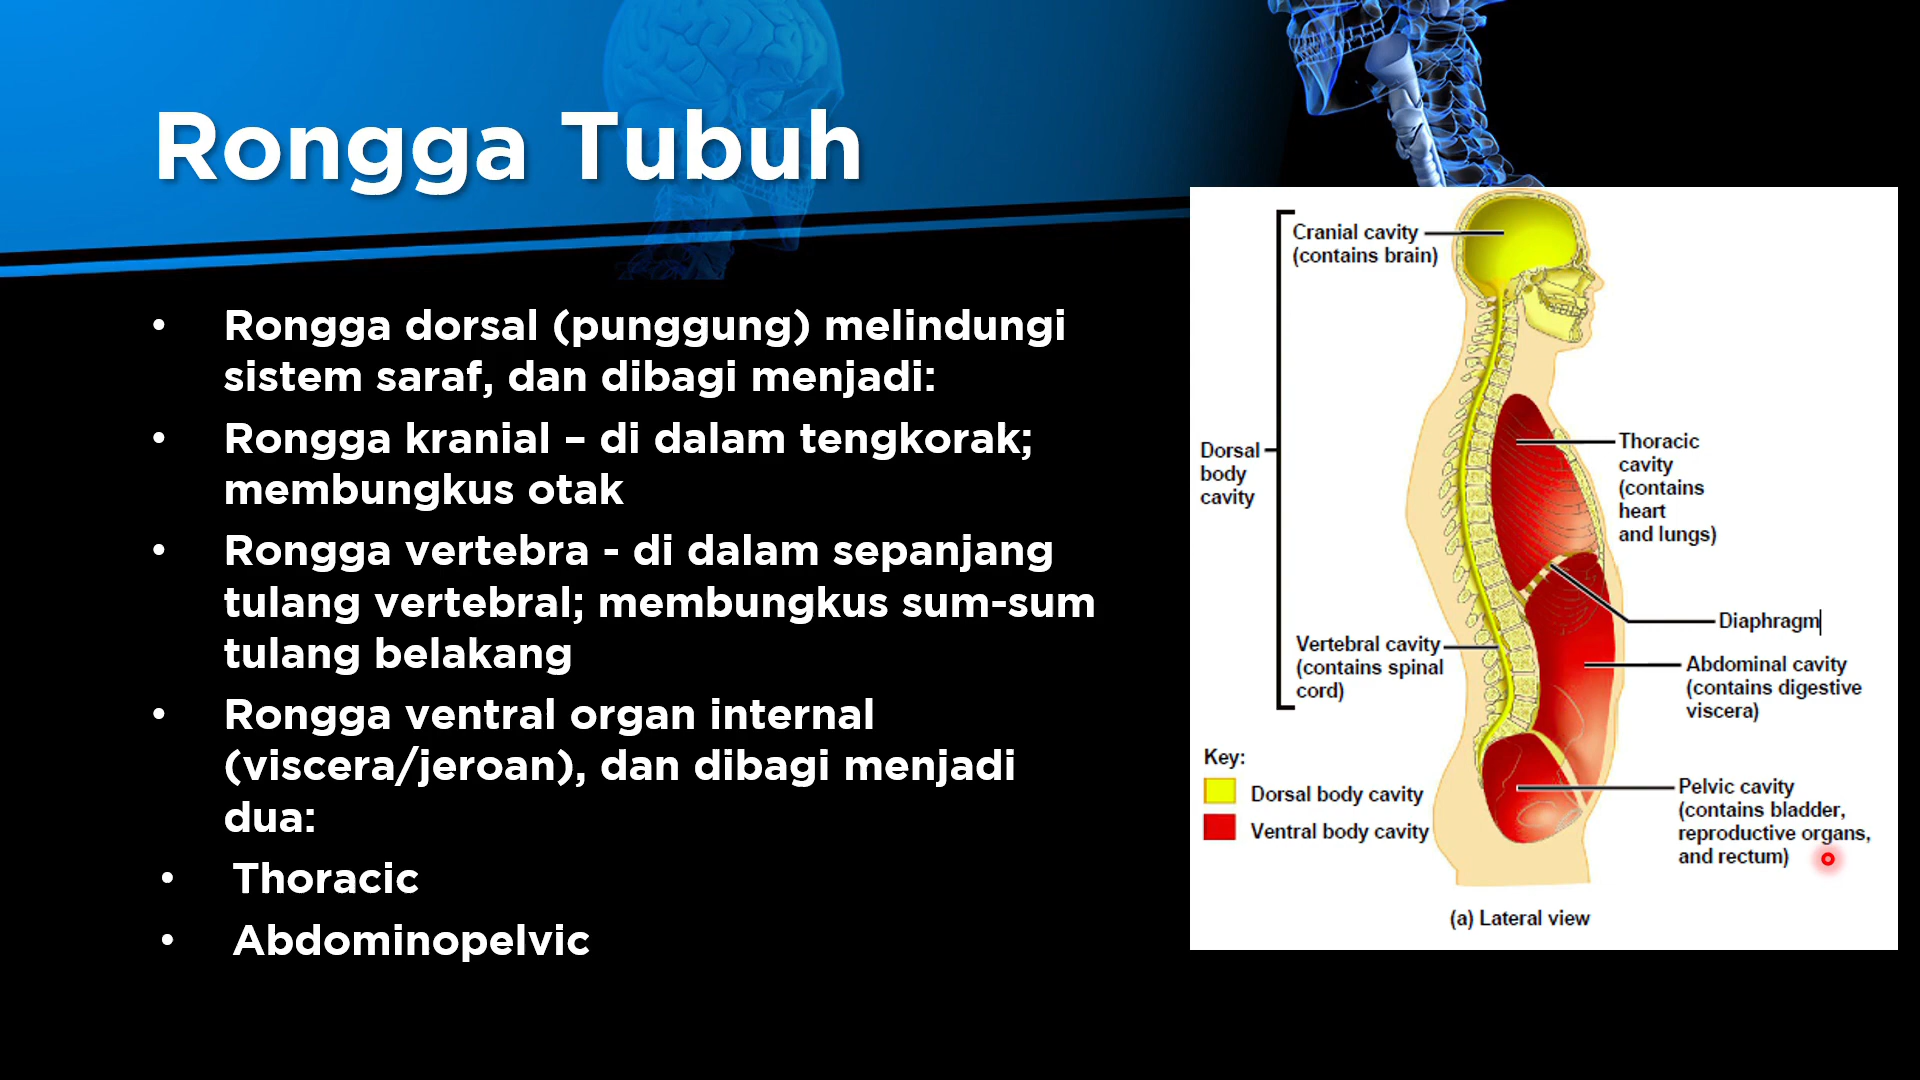 Rongga Tubuh
• Rongga dorsal (punggung) melindungi
sistem saraf, dan dibagi menjadi:
• Rongga kranial – di dalam tengkorak;
membungkus otak
• Rongga vertebra - di dalam sepanjang
tulang vertebral; membungkus sum-sum
tulang belakang
• Rongga ventral organ internal
(viscera/jeroan), dan dibagi menjadi
dua:
• Thoracic
• Abdominopelvic
Cranial cavity
(contains brain)
Dorsal
body
cavity
Thoracic
cavity
(contains
heart
and lungs)
Diaphragm
Vertebral cavity
(contains spinal
cord)
Abdominal cavity
(contains digestive
viscera)
Key:
Dorsal body cavity
Ventral body cavity
Pelvic cavity
(contains bladder,
reproductive organs,
and rectum)
(a) Lateral view